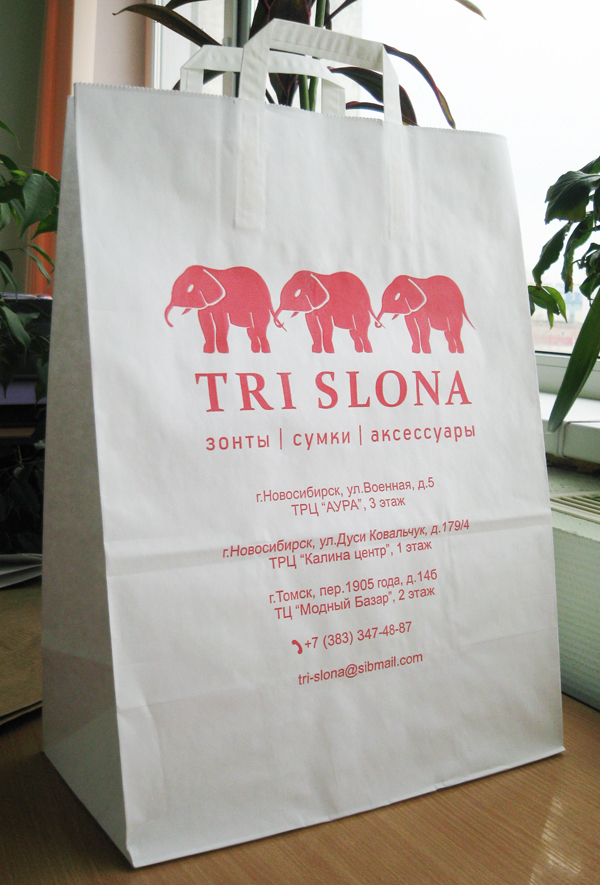 TRI SLONA
зонты | сумки | аксессуары
г.Новосибирск, ул.Военная, д.5
ТРЦ "АУРА", 3 этаж
г.Новосибирск, ул.Дуси Ковальчук, д.179/4
ТРЦ "Калина центр", 1 этаж
г.Томск, пер.1905 года, д.14б
ТЦ "Модный Базар", 2 этаж
+7 (383) 347-48-87
tri-slona@sibmail.com